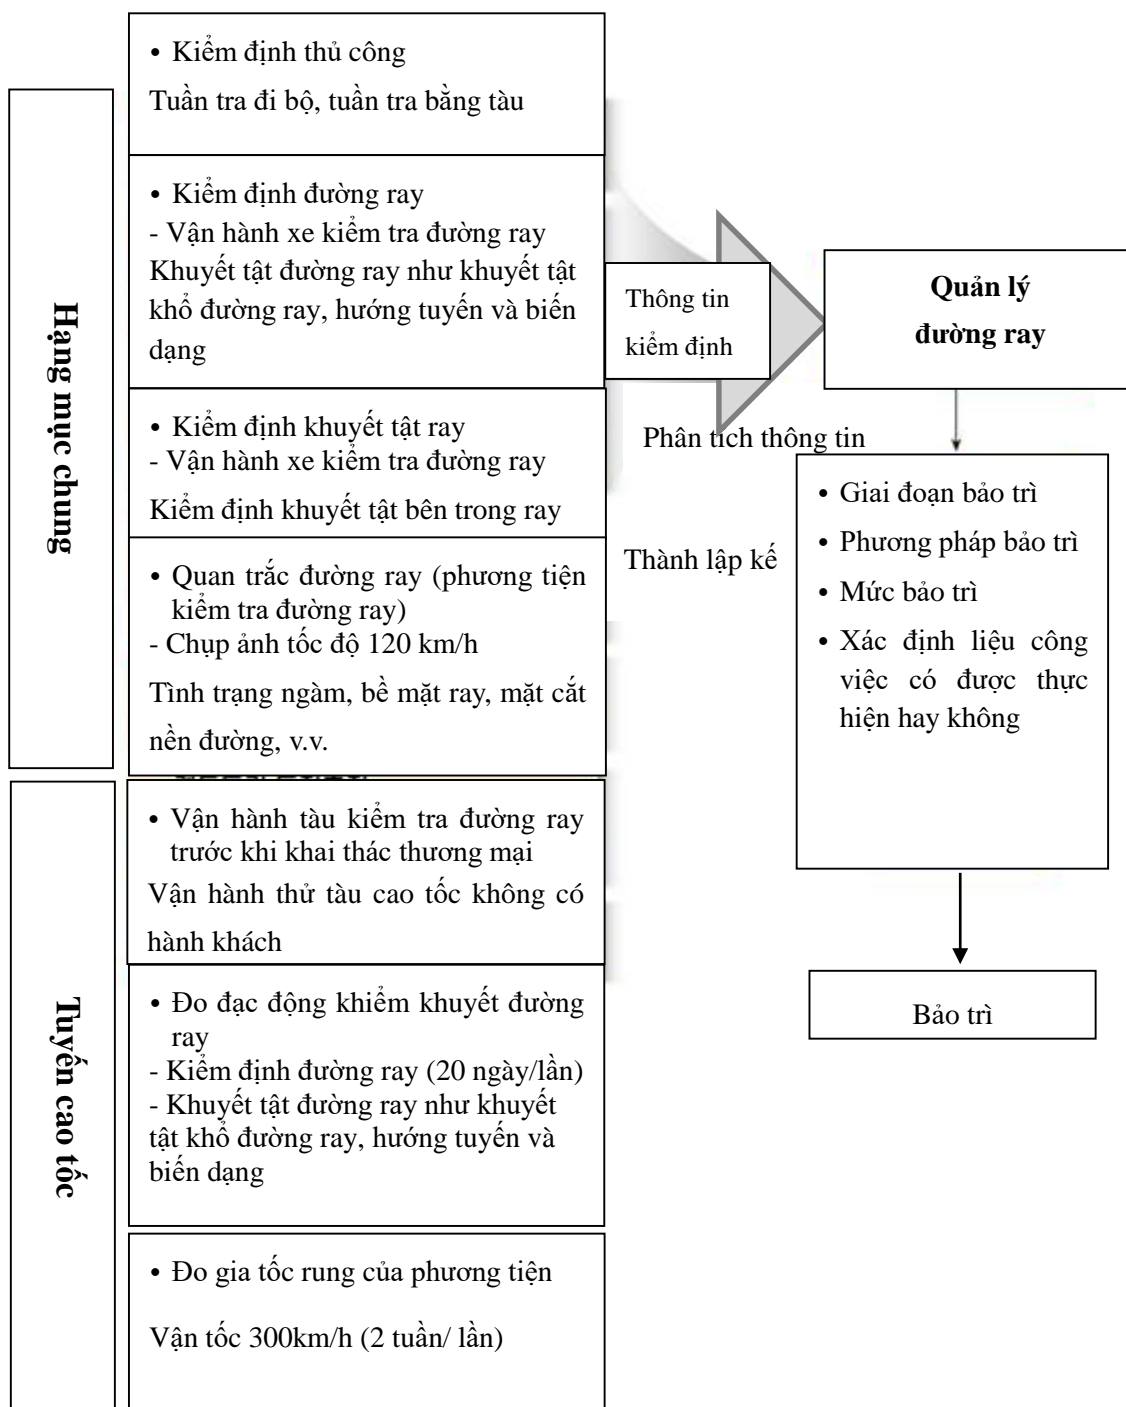 Hạng mục chung
• Kiểm định thủ công
Tuần tra đi bộ, tuần tra bằng tàu
• Kiểm định đường ray
- Vận hành xe kiểm tra đường ray
Khuyết tật đường ray như khuyết tật
khổ đường ray, hướng tuyến và biến
dạng
• Kiểm định khuyết tật ray
- Vận hành xe kiểm tra đường ray
Kiểm định khuyết tật bên trong ray
• Quan trắc đường ray (phương tiện
kiểm tra đường ray)
- Chụp ảnh tốc độ 120 km/h
Tình trạng ngàm, bề mặt ray, mặt cắt
nền đường, v.v.
Tuyến cao tốc
• Vận hành tàu kiểm tra đường ray
trước khi khai thác thương mại
Vận hành thử tàu cao tốc không có
hành khách
• Đo đạc động khiếm khuyết đường
ray
- Kiểm định đường ray (20 ngày/lần)
- Khuyết tật đường ray như khuyết
tật khổ đường ray, hướng tuyến và
biến dạng
• Đo gia tốc rung của phương tiện
Vận tốc 300km/h (2 tuần/ lần)
Thông tin
kiểm định
Quản lý
đường ray
Phân tích thông tin
Thành lập kế
• Giai đoạn bảo trì
• Phương pháp bảo trì
• Mức bảo trì
• Xác định liệu công
việc có được thực
hiện hay không
Bảo trì